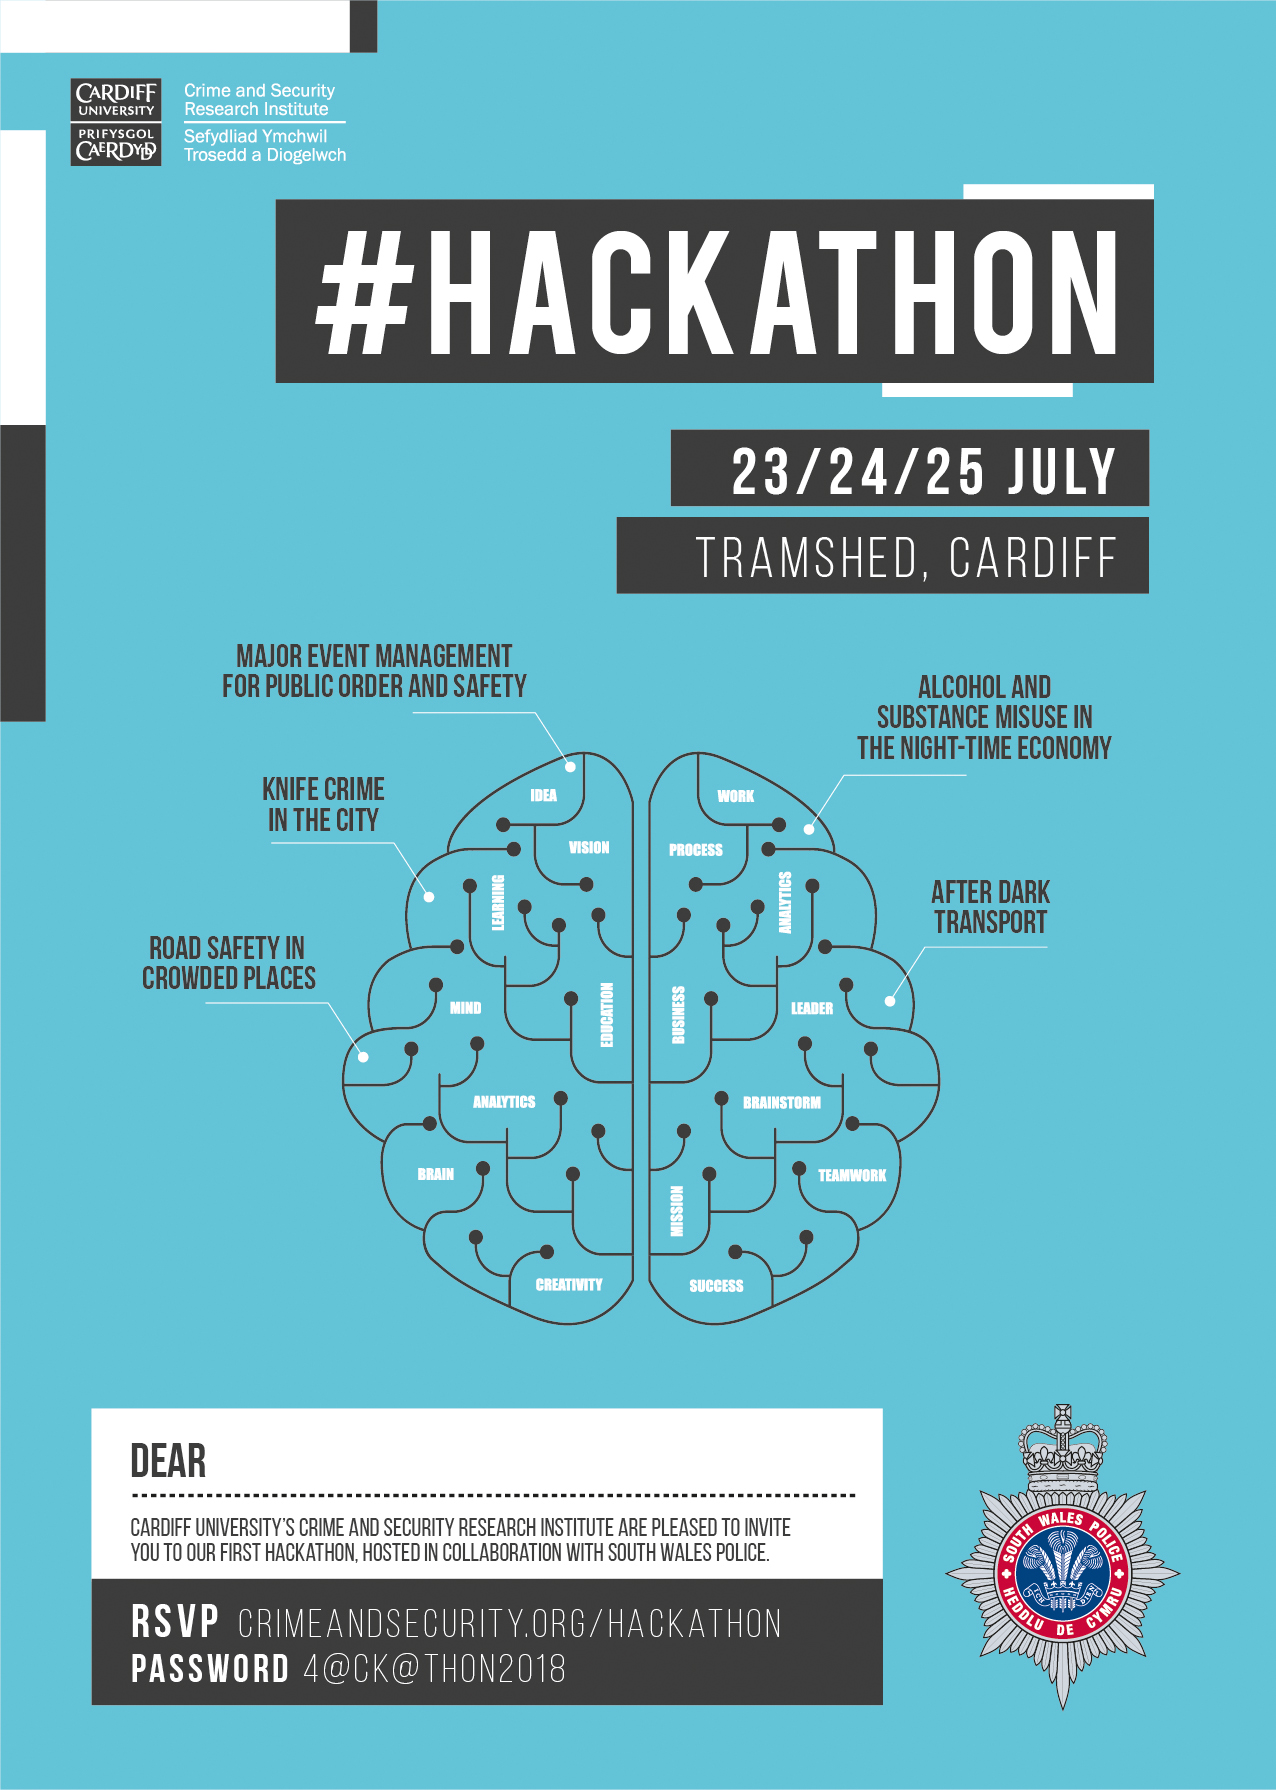 CARDIFF
UNIVERSITY
PRIFYSGOL
CAERDYDD
Crime and Security
Research Institute
Sefydliad Ymchwil
Trosedd a Diogelwch
#HACKATHON
23/24/25 JULY
TRAMSHED, CARDIFF
MAJOR EVENT MANAGEMENT
FOR PUBLIC ORDER AND SAFETY
ALCOHOL AND
SUBSTANCE MISUSE IN
THE NIGHT-TIME ECONOMY
KNIFE CRIME
IN THE CITY
AFTER DARK
TRANSPORT
ROAD SAFETY IN
CROWDED PLACES
IDEA
VISION
LEARNING
MIND
EDUCATION
ANALYTICS
BRAIN
CREATIVITY
WORK
PROCESS
ANALYTICS
BUSINESS
LEADER
BRAINSTORM
TEAMWORK
MISSION
SUCCESS
DEAR
CARDIFF UNIVERSITY'S CRIME AND SECURITY RESEARCH INSTITUTE ARE PLEASED TO INVITE
YOU TO OUR FIRST HACKATHON, HOSTED IN COLLABORATION WITH SOUTH WALES POLICE.
RSVP CRIMEANDSECURITY.ORG/HACKATHON
PASSWORD 4@CK@THON2018
SOUTH WALES POLICE
HEDDLU DE CYMRU
ICH DIEN